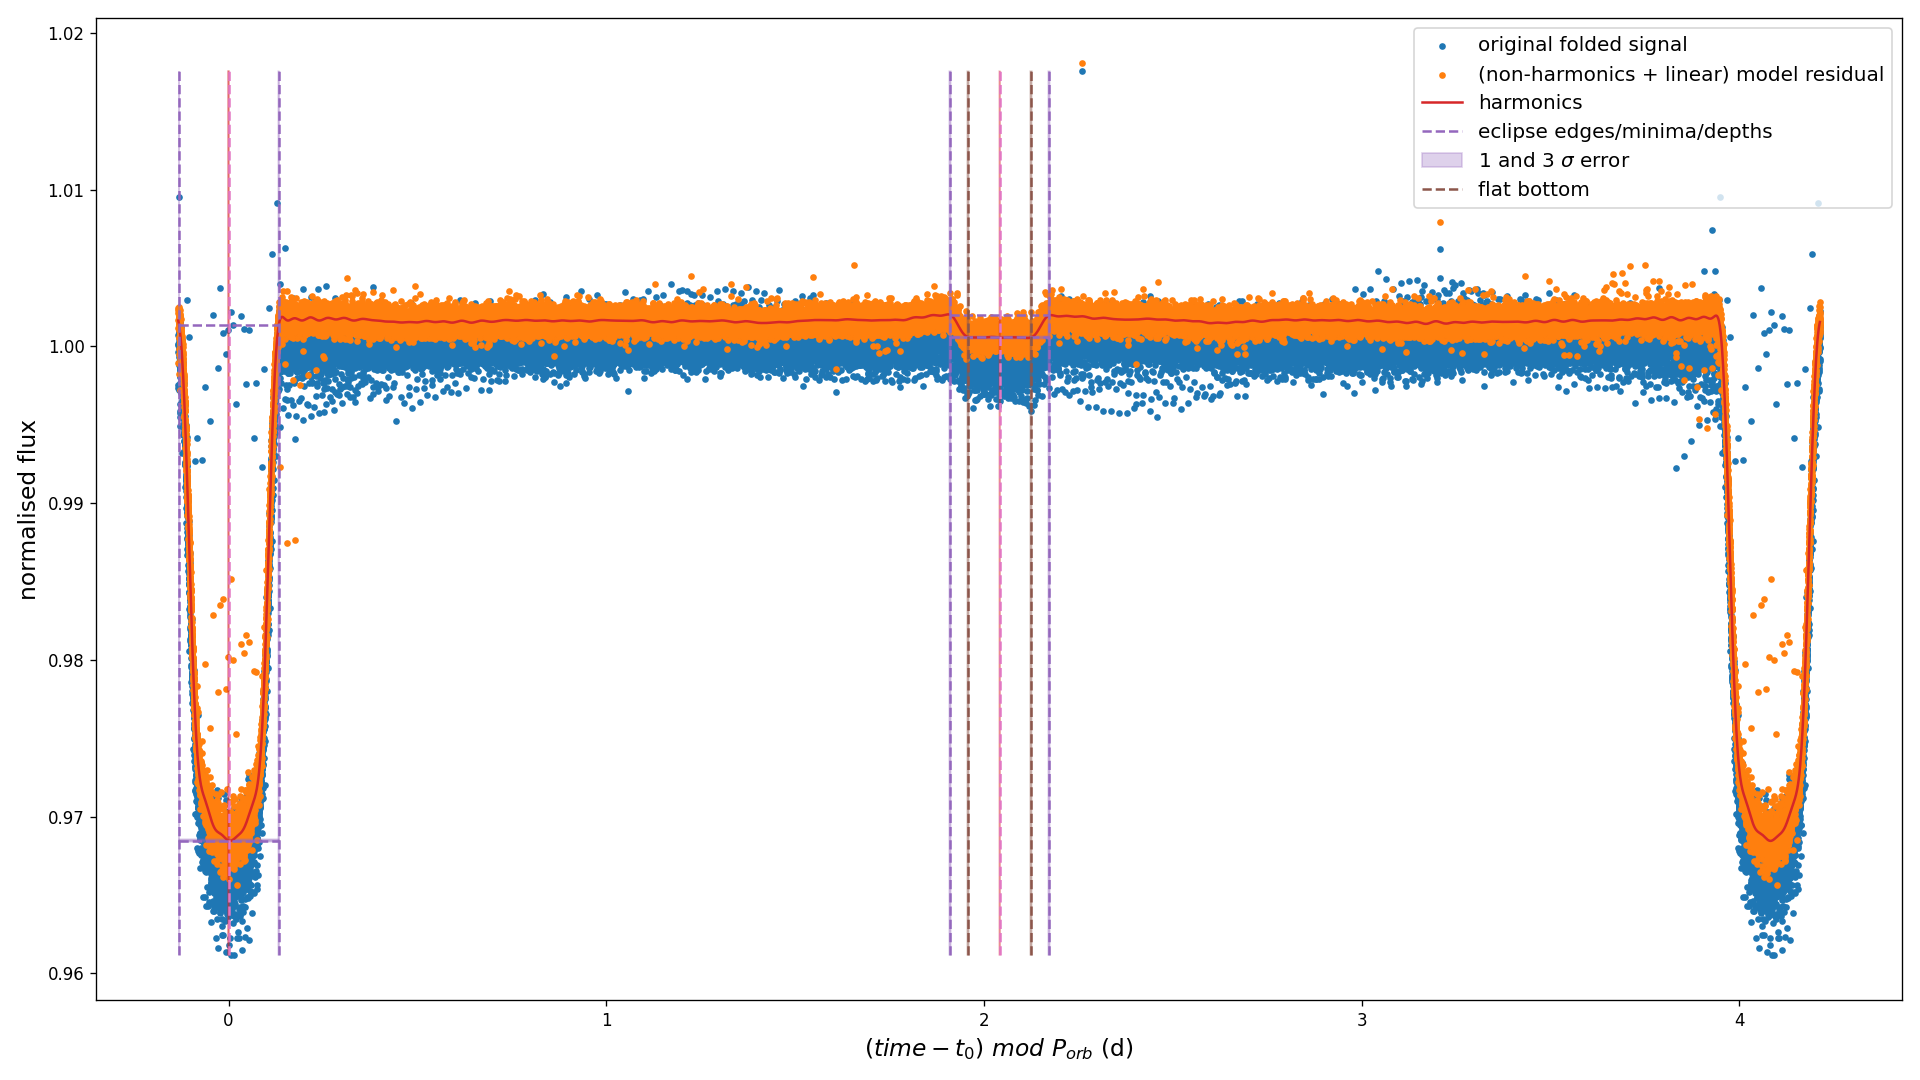 1.02
1.01
1.00
0.99
0.98
0.97
0.96
normalised flux
original folded signal
(non-harmonics + linear) model residual
harmonics
eclipse edges/minima/depths
1 and 3 σ error
flat bottom
0 1 2 3 4
(time − t₀) mod Pₒᵣb (d)